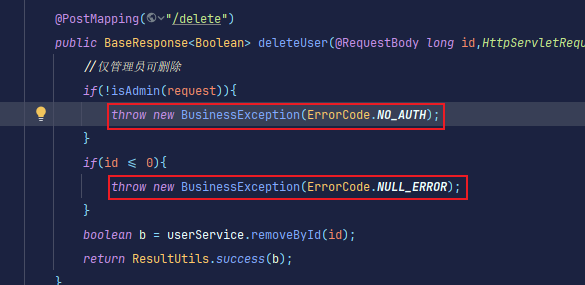 @PostMapping("/delete")
public BaseResponse<Boolean> deleteUser(@RequestBody long id,HttpServletRequ
//仅管理员可删除
if(!isAdmin(request)){
throw new BusinessException(ErrorCode.NO_AUTH);
}
if(id ≤ 0){
throw new BusinessException(ErrorCode.NULL_ERROR);
}
boolean b = userService.removeById(id);
return ResultUtils.success(b);
}